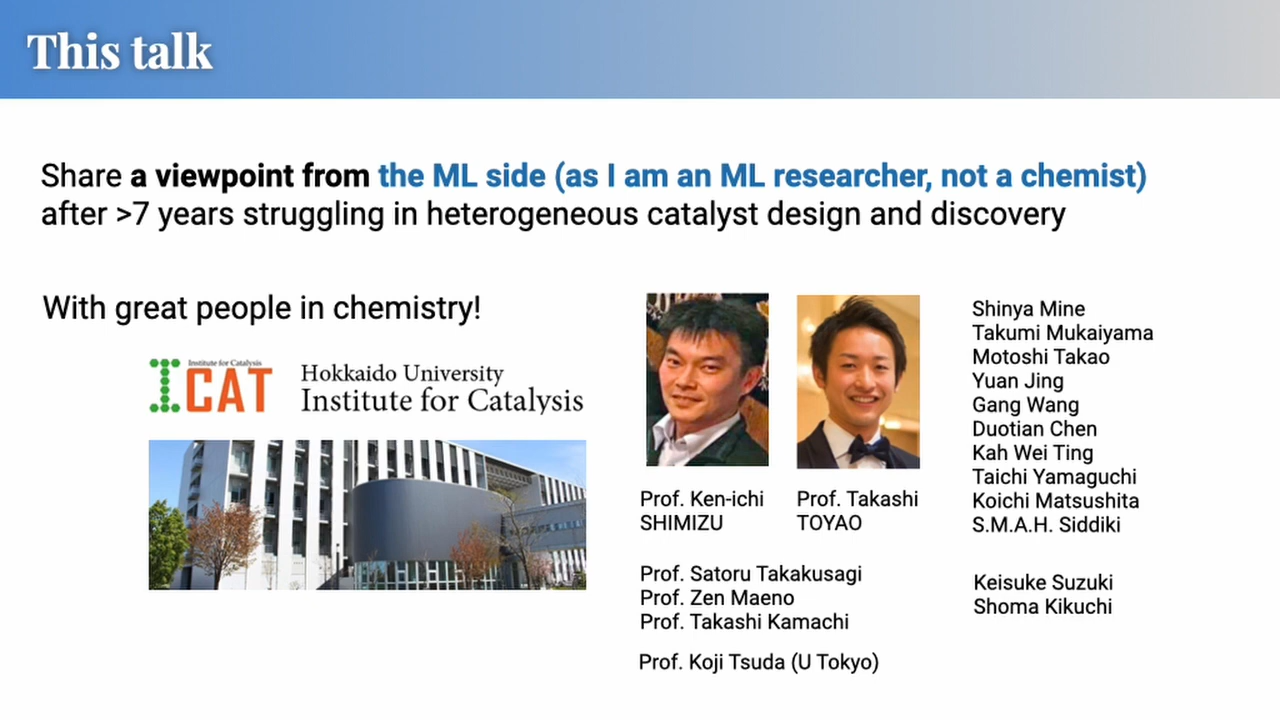 This talk
Share a viewpoint from the ML side (as I am an ML researcher, not a chemist)
after >7 years struggling in heterogeneous catalyst design and discovery
With great people in chemistry!
Institute for Catalysis
ICAT
Hokkaido University
Institute for Catalysis
Prof. Ken-ichi
SHIMIZU
Prof. Takashi
TOYAO
Prof. Satoru Takakusagi
Prof. Zen Maeno
Prof. Takashi Kamachi
Prof. Koji Tsuda (U Tokyo)
Shinya Mine
Takumi Mukaiyama
Motoshi Takao
Yuan Jing
Gang Wang
Duotian Chen
Kah Wei Ting
Taichi Yamaguchi
Koichi Matsushita
S.M.A.H. Siddiki
Keisuke Suzuki
Shoma Kikuchi